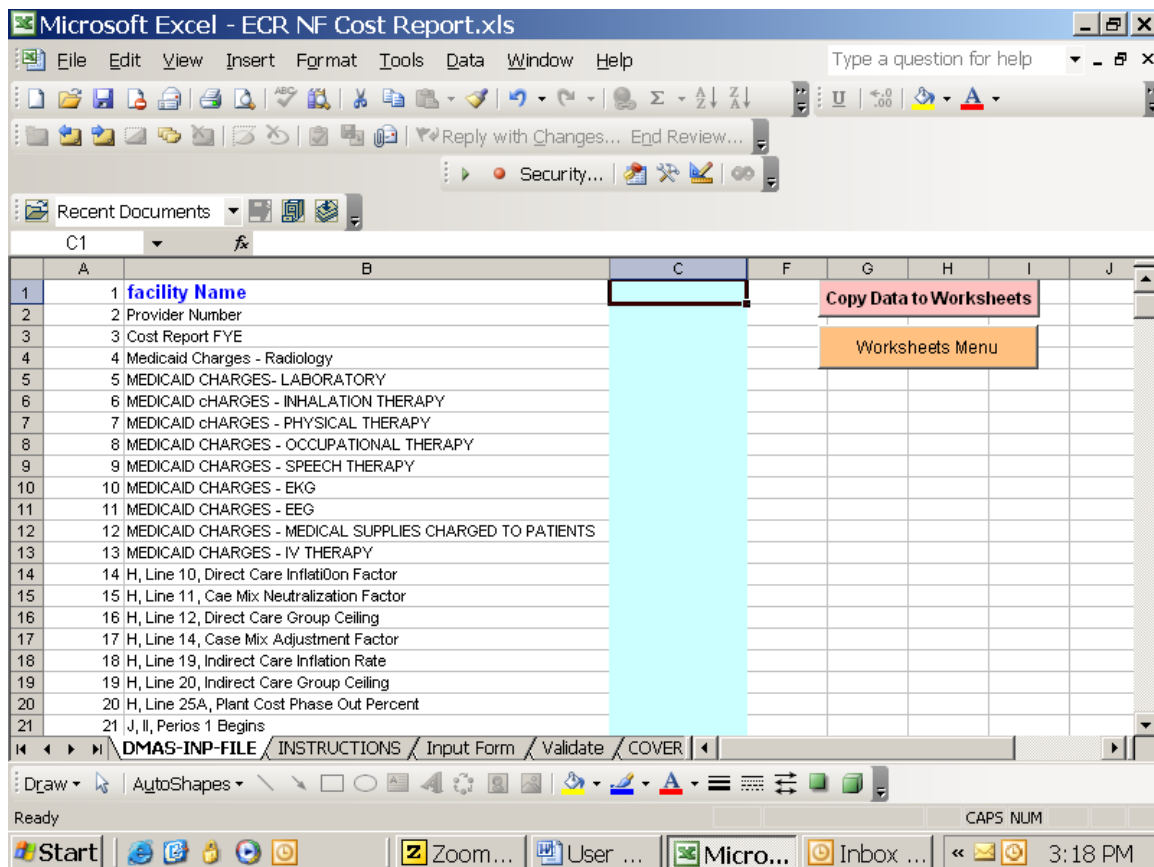 Microsoft Excel - ECR NF Cost Report.xls
File Edit View Insert Format Tools Data Window Help Type a question for help
ABC Σ A Z Z A U .0 .00 A
Reply with Changes... End Review...
Security...
Recent Documents
C1 fx
A B C F G H I J
1 1 facility Name Copy Data to Worksheets
2 2 Provider Number
3 3 Cost Report FYE Worksheets Menu
4 4 Medicaid Charges - Radiology
5 5 MEDICAID CHARGES- LABORATORY
6 6 MEDICAID cHARGES - INHALATION THERAPY
7 7 MEDICAID cHARGES - PHYSICAL THERAPY
8 8 MEDICAID CHARGES - OCCUPATIONAL THERAPY
9 9 MEDICAID CHARGES - SPEECH THERAPY
10 10 MEDICAID CHARGES - EKG
11 11 MEDICAID CHARGES - EEG
12 12 MEDICAID CHARGES - MEDICAL SUPPLIES CHARGED TO PATIENTS
13 13 MEDICAID CHARGES - IV THERAPY
14 14 H, Line 10, Direct Care Inflati0on Factor
15 15 H, Line 11, Cae Mix Neutralization Factor
16 16 H, Line 12, Direct Care Group Ceiling
17 17 H, Line 14, Case Mix Adjustment Factor
18 18 H, Line 19, Indirect Care Inflation Rate
19 19 H, Line 20, Indirect Care Group Ceiling
20 20 H, Line 25A, Plant Cost Phase Out Percent
21 21 J, II, Perios 1 Begins
DMAS-INP-FILE INSTRUCTIONS Input Form Validate COVER
Draw AutoShapes A A
Ready CAPS NUM
Start Z Zoom... User ... Micro... Inbox ... « 3:18 PM